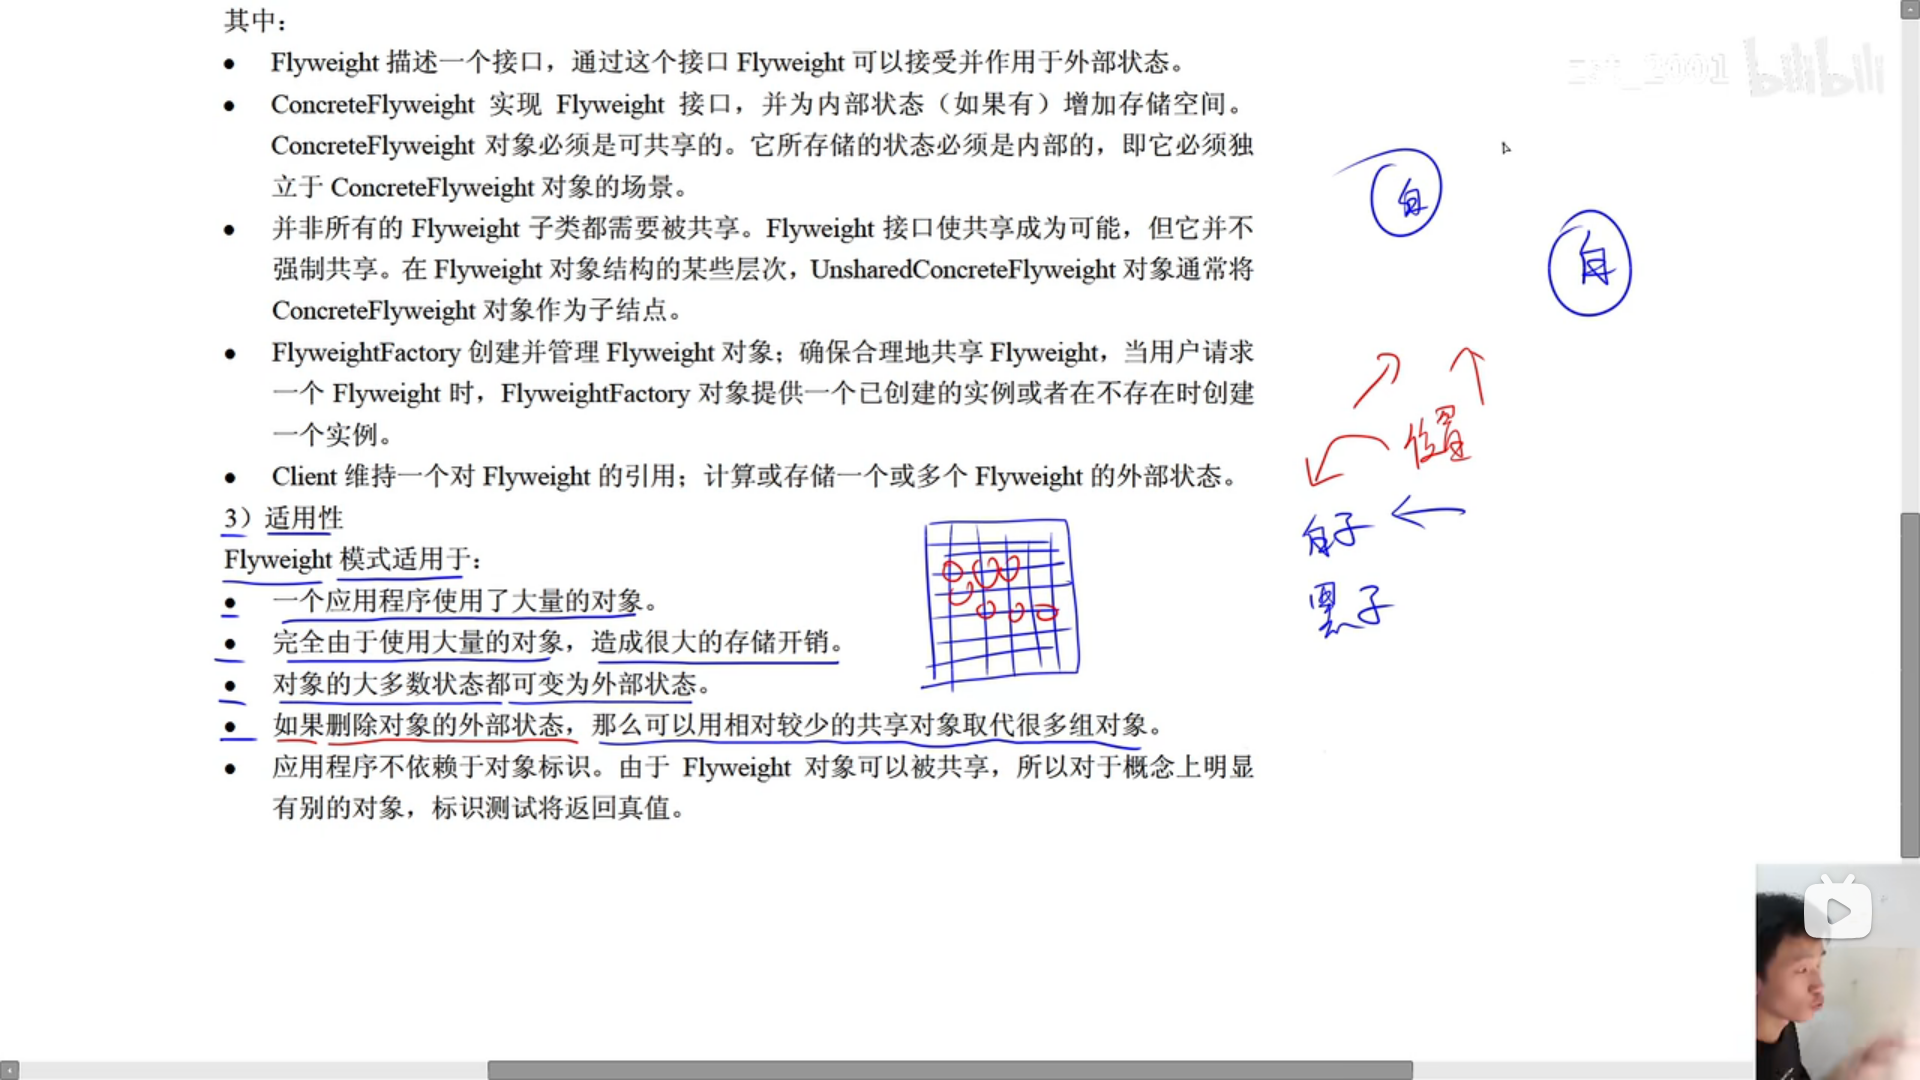 其中：
● Flyweight 描述一个接口，通过这个接口 Flyweight 可以接受并作用于外部状态。
● ConcreteFlyweight 实现 Flyweight 接口，并为内部状态（如果有）增加存储空间。
ConcreteFlyweight 对象必须是可共享的。它所存储的状态必须是内部的，即它必须独
立于 ConcreteFlyweight 对象的场景。
● 并非所有的 Flyweight 子类都需要被共享。Flyweight 接口使共享成为可能，但它并不
强制共享。在 Flyweight 对象结构的某些层次，UnsharedConcreteFlyweight 对象通常将
ConcreteFlyweight 对象作为子结点。
● FlyweightFactory 创建并管理 Flyweight 对象；确保合理地共享 Flyweight，当用户请求
一个 Flyweight 时，FlyweightFactory 对象提供一个已创建的实例或者在不存在时创建
一个实例。
● Client 维持一个对 Flyweight 的引用；计算或存储一个或多个 Flyweight 的外部状态。
3）适用性
Flyweight 模式适用于：
● 一个应用程序使用了大量的对象。
● 完全由于使用大量的对象，造成很大的存储开销。
● 对象的大多数状态都可变为外部状态。
● 如果删除对象的外部状态，那么可以用相对较少的共享对象取代很多组对象。
● 应用程序不依赖于对象标识。由于 Flyweight 对象可以被共享，所以对于概念上明显
有别的对象，标识测试将返回真值。
bilibili
位置
白子
黑子